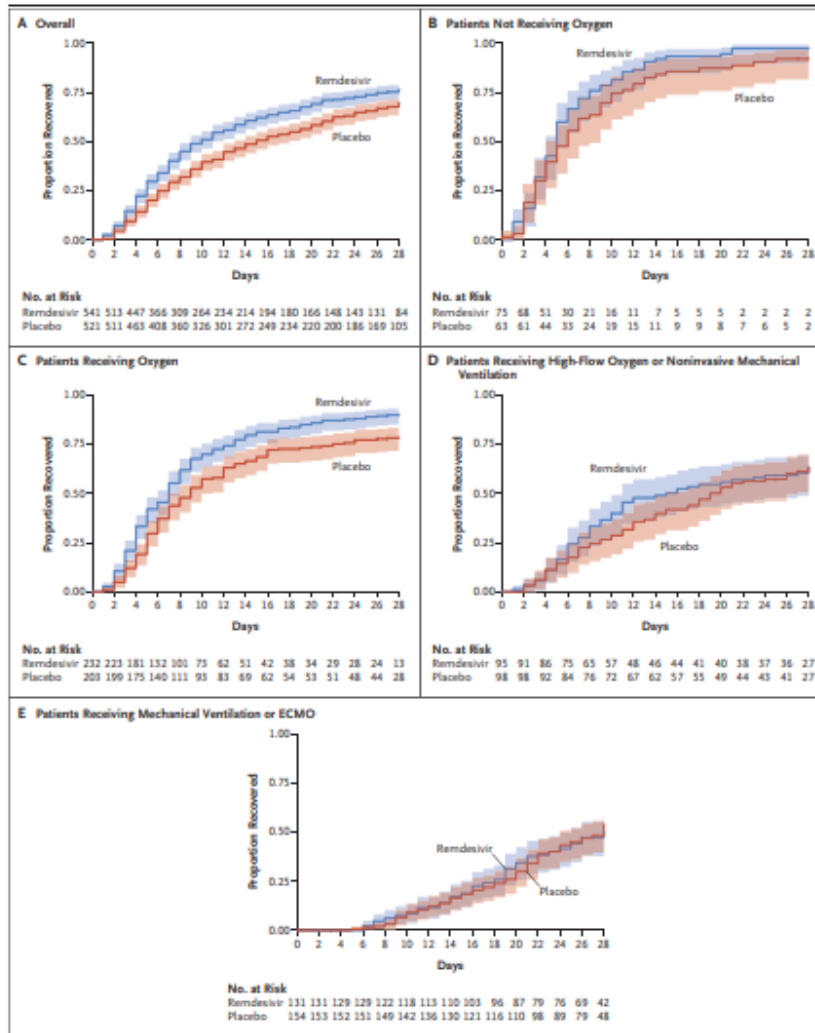 A Overall
1.00
0.75
0.50
0.25
0.00
Proportion Recovered
Remdesivir
Placebo
0 2 4 6 8 10 12 14 16 18 20 22 24 26 28
Days
No. at Risk
Remdesivir 541 513 447 366 309 264 234 214 194 180 166 148 143 131 84
Placebo 521 511 463 408 360 326 301 272 249 234 220 200 186 169 105
B Patients Not Receiving Oxygen
1.00
0.75
0.50
0.25
0.00
Proportion Recovered
Remdesivir
Placebo
0 2 4 6 8 10 12 14 16 18 20 22 24 26 28
Days
No. at Risk
Remdesivir 75 68 51 30 21 16 11 7 5 5 5 2 2 2 2
Placebo 63 61 44 33 24 19 15 11 9 9 8 7 6 5 2
C Patients Receiving Oxygen
1.00
0.75
0.50
0.25
0.00
Proportion Recovered
Remdesivir
Placebo
0 2 4 6 8 10 12 14 16 18 20 22 24 26 28
Days
No. at Risk
Remdesivir 232 223 181 132 101 73 62 51 42 38 34 29 28 24 13
Placebo 203 199 175 140 111 93 83 69 62 54 53 51 48 44 28
D Patients Receiving High-Flow Oxygen or Noninvasive Mechanical
Ventilation
1.00
0.75
0.50
0.25
0.00
Proportion Recovered
Remdesivir
Placebo
0 2 4 6 8 10 12 14 16 18 20 22 24 26 28
Days
No. at Risk
Remdesivir 95 91 86 75 65 57 48 46 44 41 40 38 37 36 27
Placebo 98 98 92 84 76 72 67 62 57 55 49 44 43 41 27
E Patients Receiving Mechanical Ventilation or ECMO
1.00
0.75
0.50
0.25
0.00
Proportion Recovered
Remdesivir
Placebo
0 2 4 6 8 10 12 14 16 18 20 22 24 26 28
Days
No. at Risk
Remdesivir 131 131 129 129 122 118 113 110 103 96 87 79 76 69 42
Placebo 154 153 152 151 149 142 136 130 121 116 110 98 89 79 48